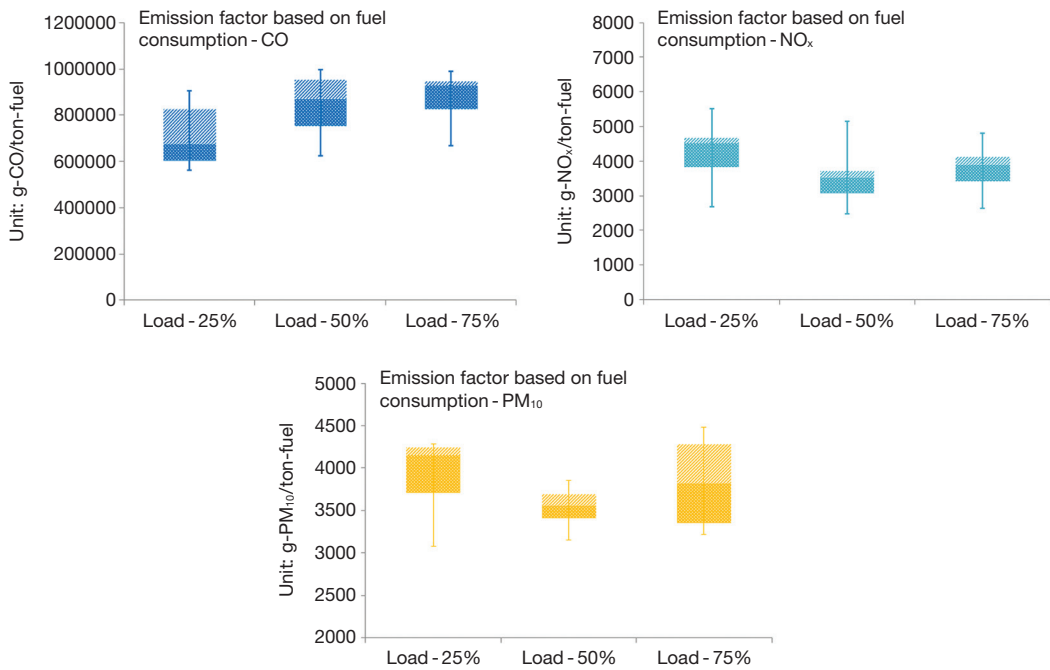 Emission factor based on fuel
consumption - CO
Unit: g-CO/ton-fuel
1200000
1000000
800000
600000
400000
200000
0
Load - 25%
Load - 50%
Load - 75%
Emission factor based on fuel
consumption - NOₓ
Unit: g-NOₓ/ton-fuel
8000
7000
6000
5000
4000
3000
2000
1000
0
Load - 25%
Load - 50%
Load - 75%
Emission factor based on fuel
consumption - PM₁₀
Unit: g-PM₁₀/ton-fuel
5000
4500
4000
3500
3000
2500
2000
Load - 25%
Load - 50%
Load - 75%